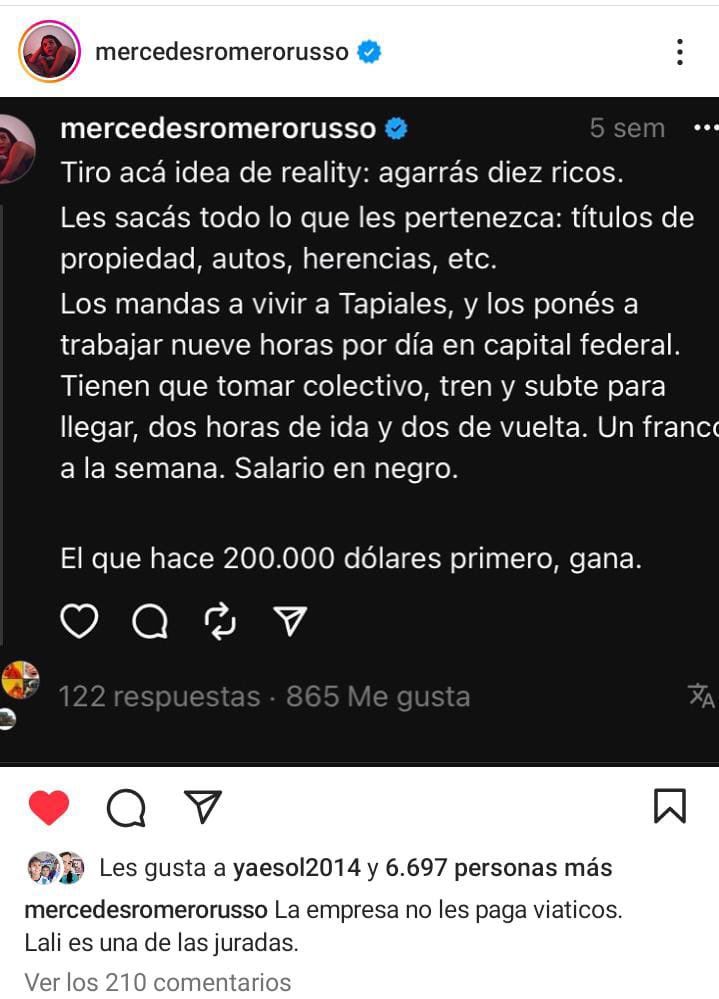 mercedesromerorusso
mercedesromerorusso 5 sem
Tiro acá idea de reality: agarrás diez ricos.
Les sacás todo lo que les pertenezca: títulos de
propiedad, autos, herencias, etc.
Los mandas a vivir a Tapiales, y los ponés a
trabajar nueve horas por día en capital federal.
Tienen que tomar colectivo, tren y subte para
llegar, dos horas de ida y dos de vuelta. Un franco
a la semana. Salario en negro.
El que hace 200.000 dólares primero, gana.
122 respuestas · 865 Me gusta
Les gusta a yaesol2014 y 6.697 personas más
mercedesromerorusso La empresa no les paga viaticos.
Lali es una de las juradas.
Ver los 210 comentarios